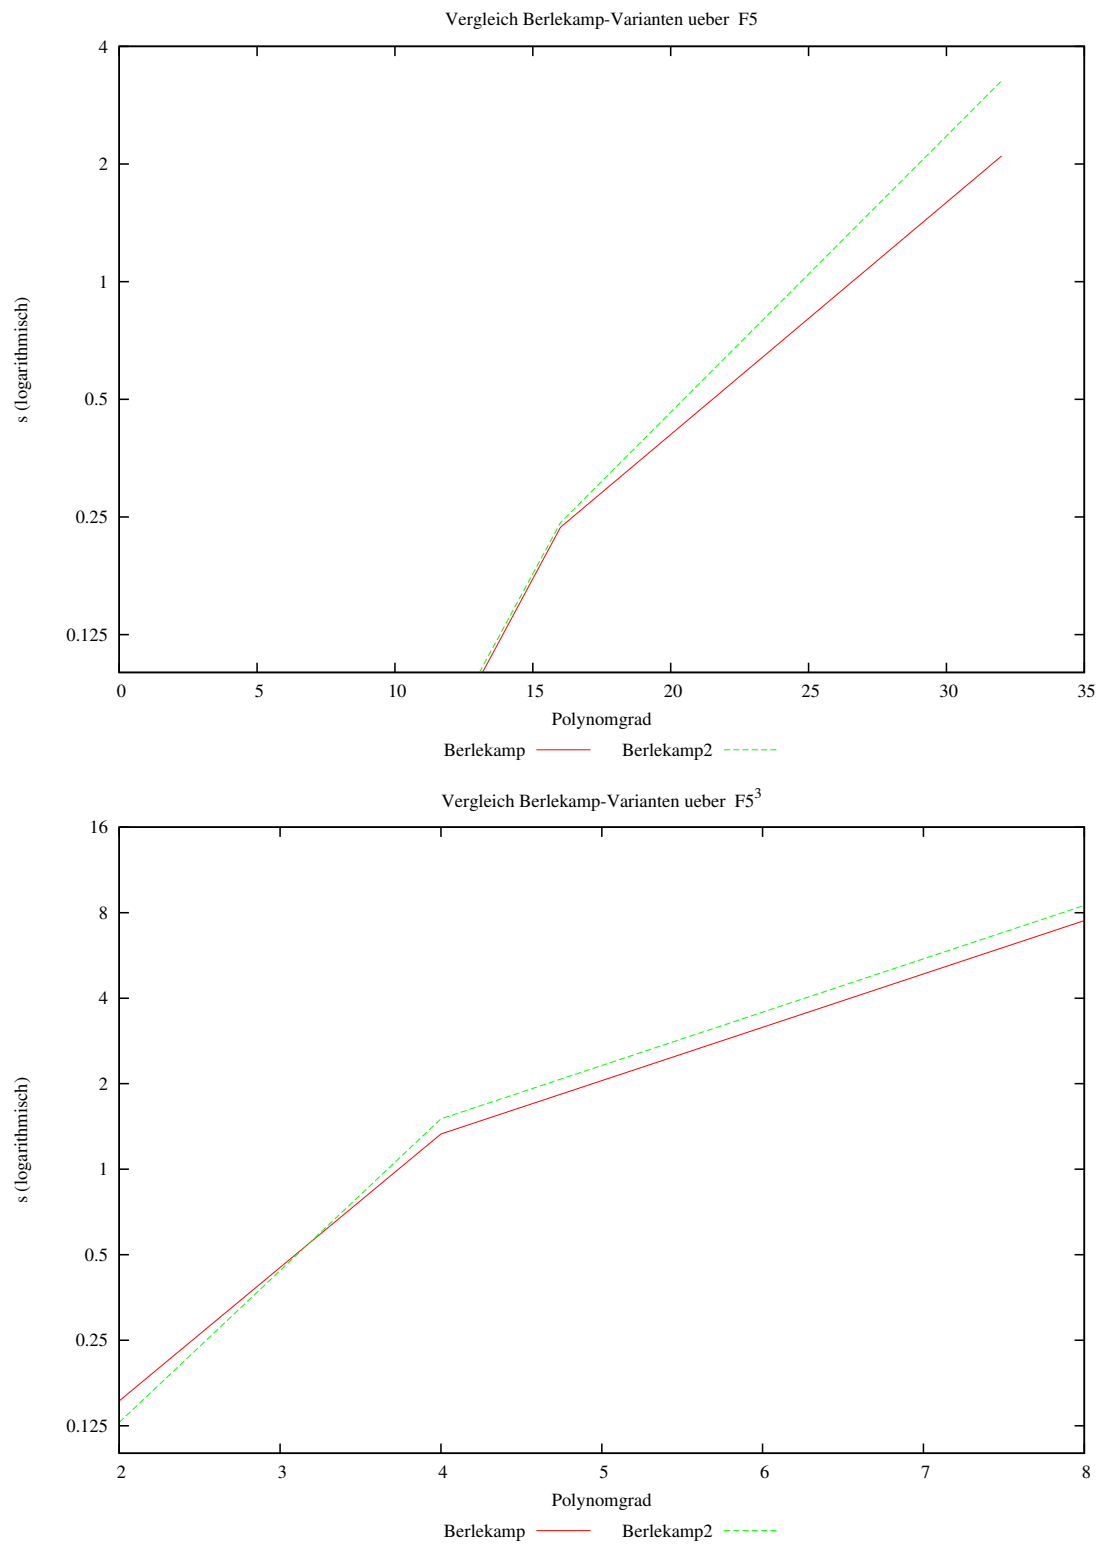 Vergleich Berlekamp-Varianten ueber F5
4
2
1
0.5
0.25
0.125
s (logarithmisch)
0 5 10 15 20 25 30 35
Polynomgrad
Berlekamp Berlekamp2
Vergleich Berlekamp-Varianten ueber F5³
16
8
4
2
1
0.5
0.25
0.125
s (logarithmisch)
2 3 4 5 6 7 8
Polynomgrad
Berlekamp Berlekamp2